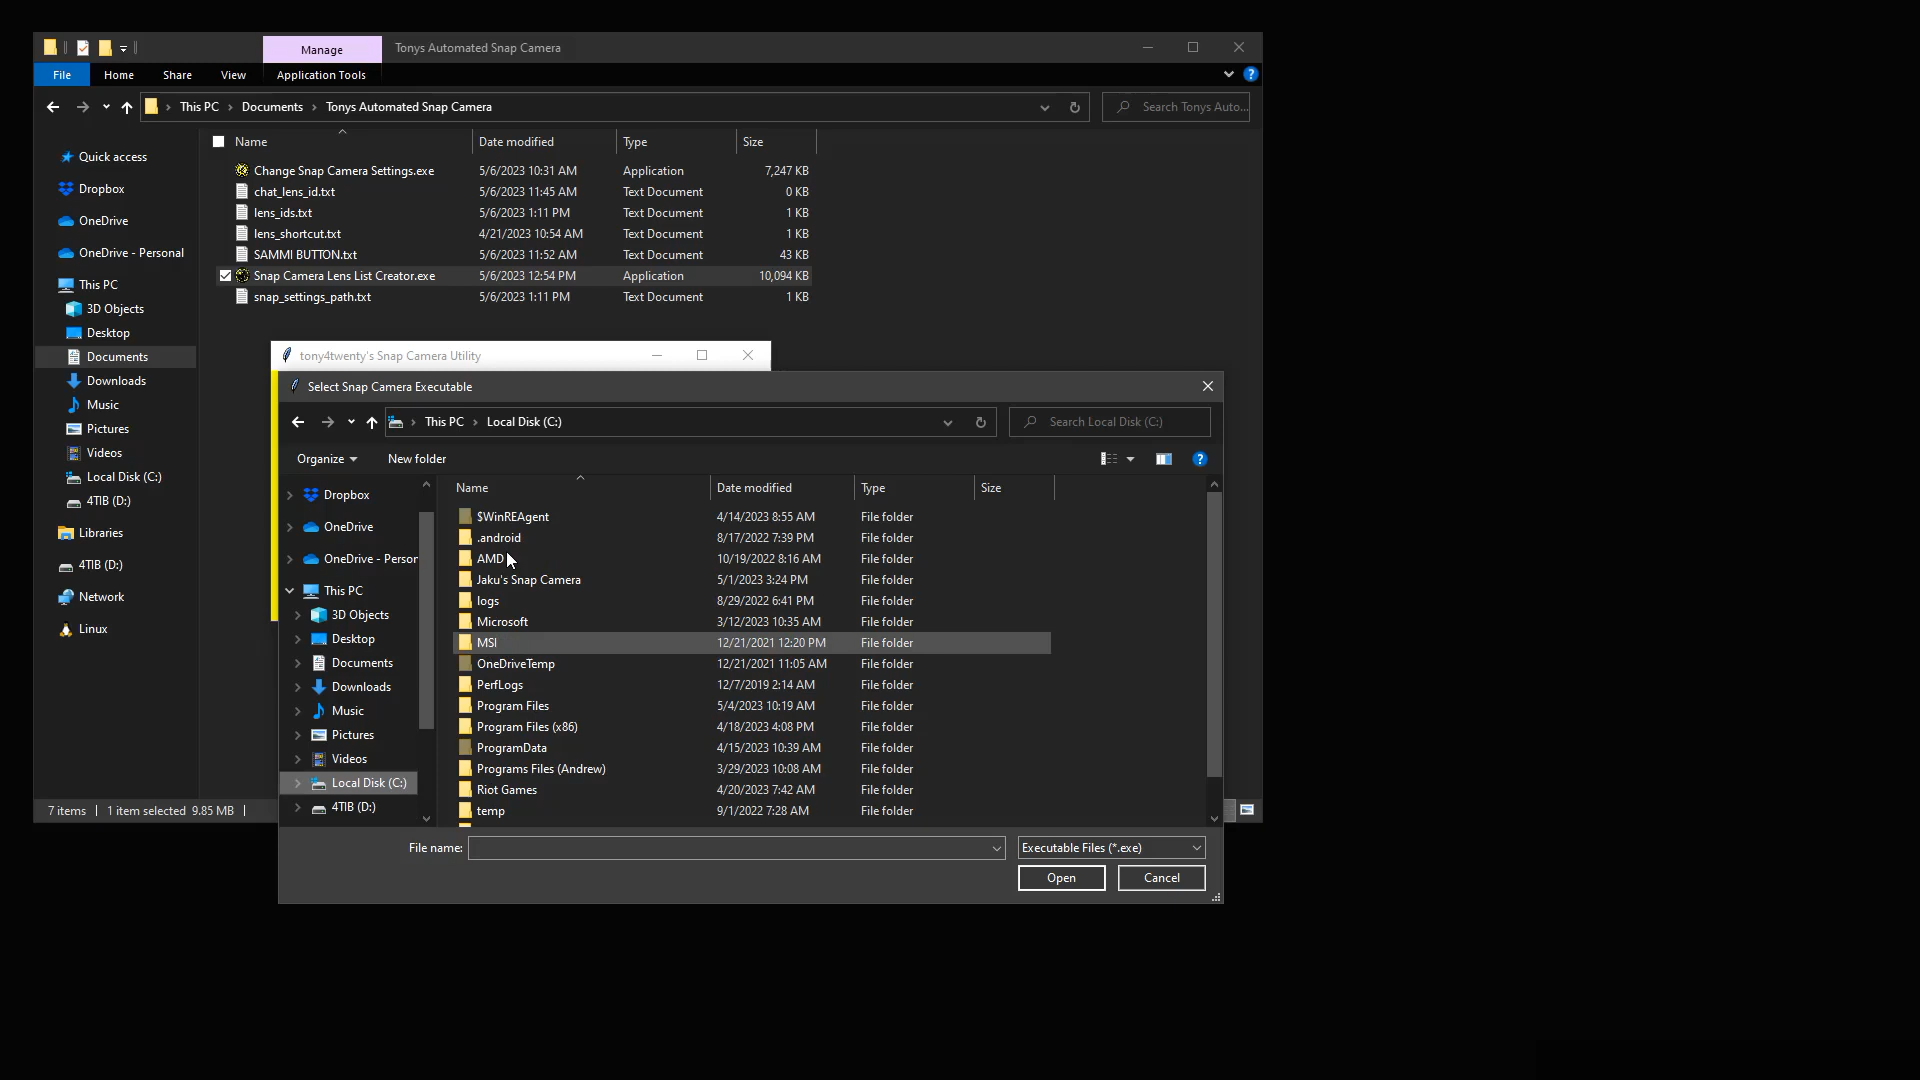 Manage
Tonys Automated Snap Camera
File
Home
Share
View
Application Tools
This PC
Documents
Tonys Automated Snap Camera
Search Tonys Auto...
Name
Date modified
Type
Size
Quick access
Dropbox
OneDrive
OneDrive - Personal
This PC
3D Objects
Desktop
Documents
Downloads
Music
Pictures
Videos
Local Disk (C:)
4TIB (D:)
Libraries
4TIB (D:)
Network
Linux
Change Snap Camera Settings.exe 5/6/2023 10:31 AM Application 7,247 KB
chat_lens_id.txt 5/6/2023 11:45 AM Text Document 0 KB
lens_ids.txt 5/6/2023 1:11 PM Text Document 1 KB
lens_shortcut.txt 4/21/2023 10:54 AM Text Document 1 KB
SAMMI BUTTON.txt 5/6/2023 11:52 AM Text Document 43 KB
Snap Camera Lens List Creator.exe 5/6/2023 12:54 PM Application 10,094 KB
snap_settings_path.txt 5/6/2023 1:11 PM Text Document 1 KB
tony4twenty's Snap Camera Utility
Select Snap Camera Executable
This PC
Local Disk (C:)
Search Local Disk (C:)
Organize
New folder
Name
Date modified
Type
Size
Dropbox
OneDrive
OneDrive - Person
This PC
3D Objects
Desktop
Documents
Downloads
Music
Pictures
Videos
Local Disk (C:)
4TIB (D:)
$WinREAgent 4/14/2023 8:55 AM File folder
.android 8/17/2022 7:39 PM File folder
AMD 10/19/2022 8:16 AM File folder
Jaku's Snap Camera 5/1/2023 3:24 PM File folder
logs 8/29/2022 6:41 PM File folder
Microsoft 3/12/2023 10:35 AM File folder
MSI 12/21/2021 12:20 PM File folder
OneDriveTemp 12/21/2021 11:05 AM File folder
PerfLogs 12/7/2019 2:14 AM File folder
Program Files 5/4/2023 10:19 AM File folder
Program Files (x86) 4/18/2023 4:08 PM File folder
ProgramData 4/15/2023 10:39 AM File folder
Programs Files (Andrew) 3/29/2023 10:08 AM File folder
Riot Games 4/20/2023 7:42 AM File folder
temp 9/1/2022 7:28 AM File folder
7 items
1 item selected 9.85 MB
File name:
Executable Files (*.exe)
Open
Cancel